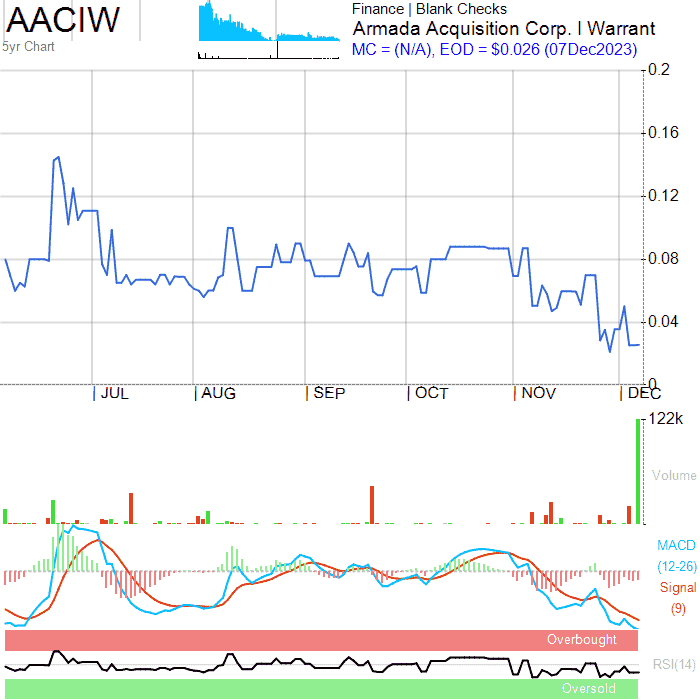 AACIW
5yr Chart
Finance | Blank Checks
Armada Acquisition Corp. I Warrant
MC = (N/A), EOD = $0.026 (07Dec2023)
0.2
0.16
0.12
0.08
0.04
0
JUL AUG SEP OCT NOV DEC
122k
Volume
MACD
(12-26)
Signal
(9)
Overbought
RSI(14)
Oversold